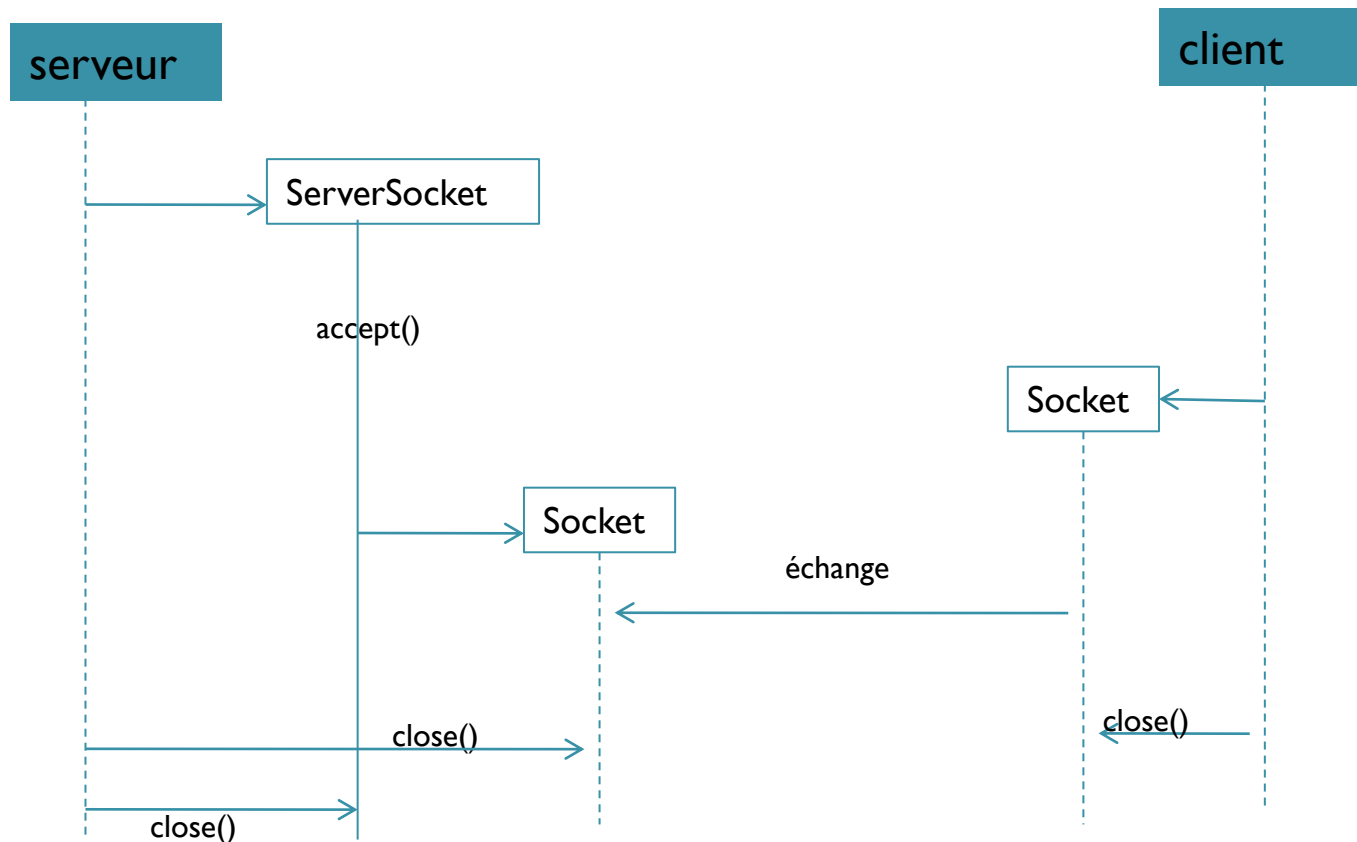 serveur
client
ServerSocket
accept()
Socket
Socket
échange
close()
close()
close()